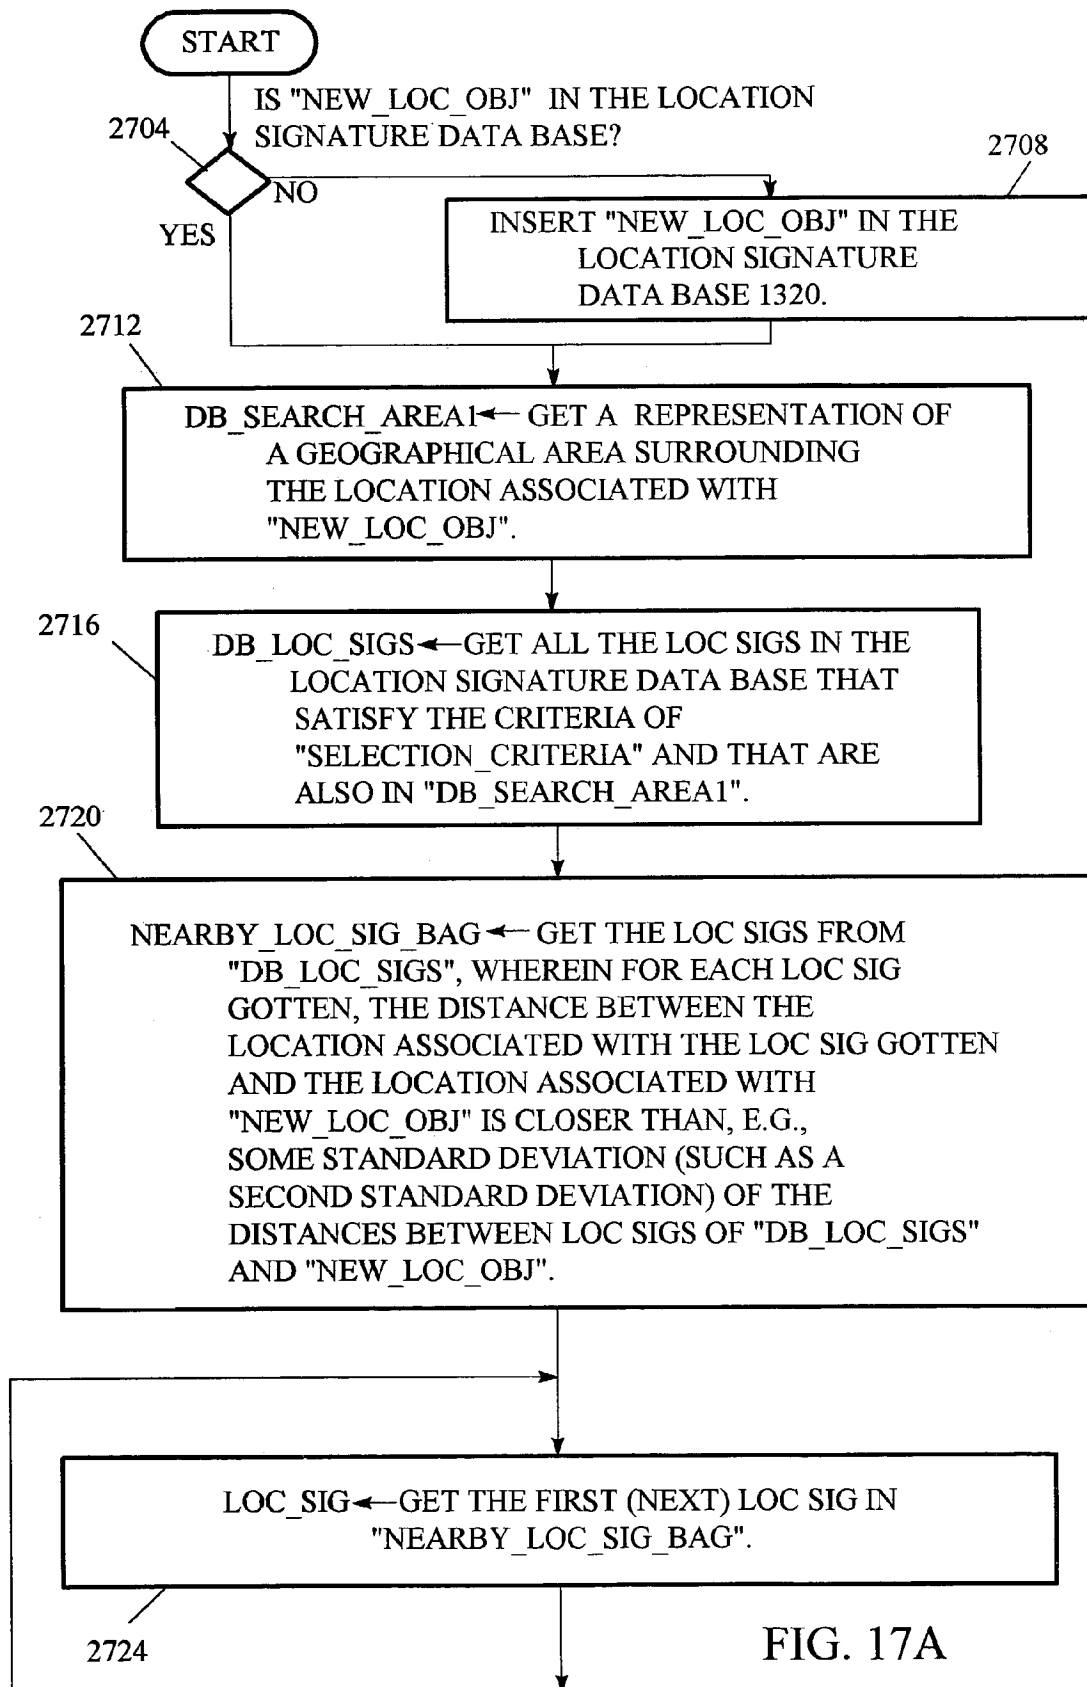 START
IS "NEW_LOC_OBJ" IN THE LOCATION
SIGNATURE DATA BASE?
2704
NO
YES
2708
INSERT "NEW_LOC_OBJ" IN THE
LOCATION SIGNATURE
DATA BASE 1320.
2712
DB_SEARCH_AREA1← GET A REPRESENTATION OF
A GEOGRAPHICAL AREA SURROUNDING
THE LOCATION ASSOCIATED WITH
"NEW_LOC_OBJ".
2716
DB_LOC_SIGS←GET ALL THE LOC SIGS IN THE
LOCATION SIGNATURE DATA BASE THAT
SATISFY THE CRITERIA OF
"SELECTION_CRITERIA" AND THAT ARE
ALSO IN "DB_SEARCH_AREA1".
2720
NEARBY_LOC_SIG_BAG← GET THE LOC SIGS FROM
"DB_LOC_SIGS", WHEREIN FOR EACH LOC SIG
GOTTEN, THE DISTANCE BETWEEN THE
LOCATION ASSOCIATED WITH THE LOC SIG GOTTEN
AND THE LOCATION ASSOCIATED WITH
"NEW_LOC_OBJ" IS CLOSER THAN, E.G.,
SOME STANDARD DEVIATION (SUCH AS A
SECOND STANDARD DEVIATION) OF THE
DISTANCES BETWEEN LOC SIGS OF "DB_LOC_SIGS"
AND "NEW_LOC_OBJ".
LOC_SIG←GET THE FIRST (NEXT) LOC SIG IN
"NEARBY_LOC_SIG_BAG".
2724
FIG. 17A